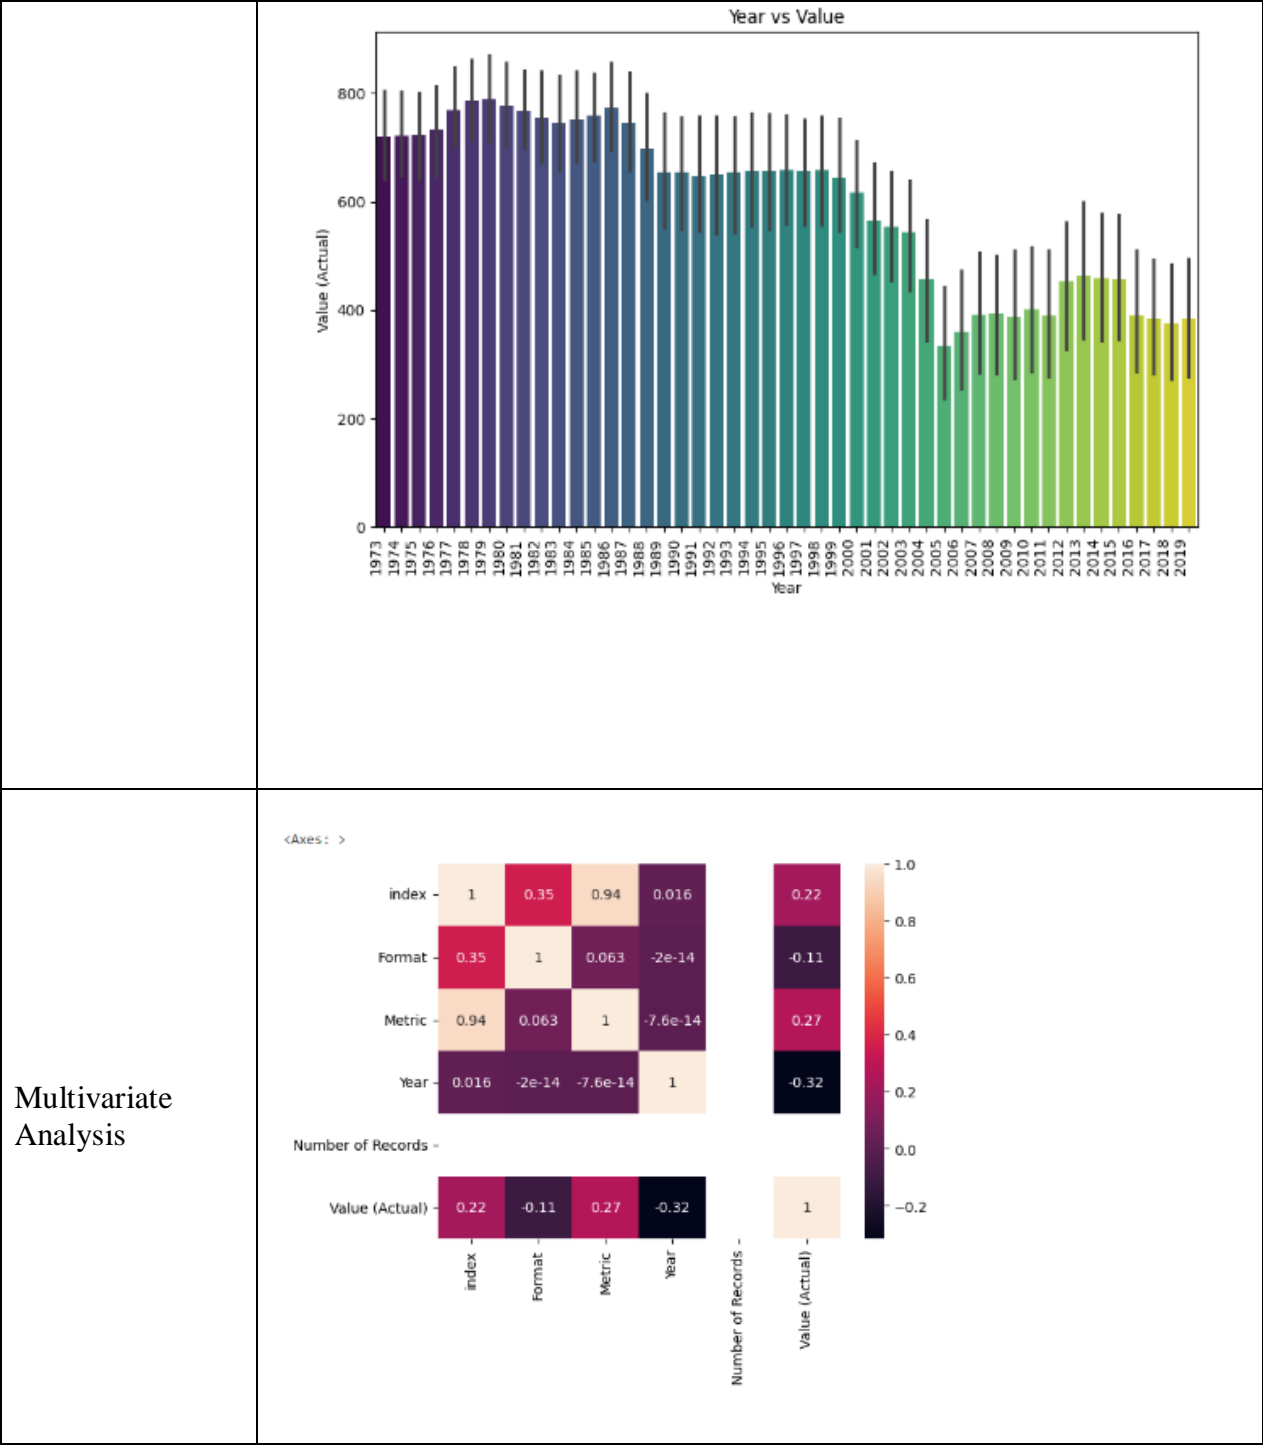 Year vs Value
Value (Actual)
800
600
400
200
0
1973 1974 1975 1976 1977 1978 1979 1980 1981 1982 1983 1984 1985 1986 1987 1988 1989 1990 1991 1992 1993 1994 1995 1996 1997 1998 1999 2000 2001 2002 2003 2004 2005 2006 2007 2008 2009 2010 2011 2012 2013 2014 2015 2016 2017 2018 2019
Year
Multivariate
Analysis
<Axes: >
index 1 0.35 0.94 0.016 0.22
Format 0.35 1 0.063 -2e-14 -0.11
Metric 0.94 0.063 1 -7.6e-14 0.27
Year 0.016 -2e-14 -7.6e-14 1 -0.32
Number of Records
Value (Actual) 0.22 -0.11 0.27 -0.32 1
index Format Metric Year Number of Records Value (Actual)
1.0
0.8
0.6
0.4
0.2
0.0
−0.2